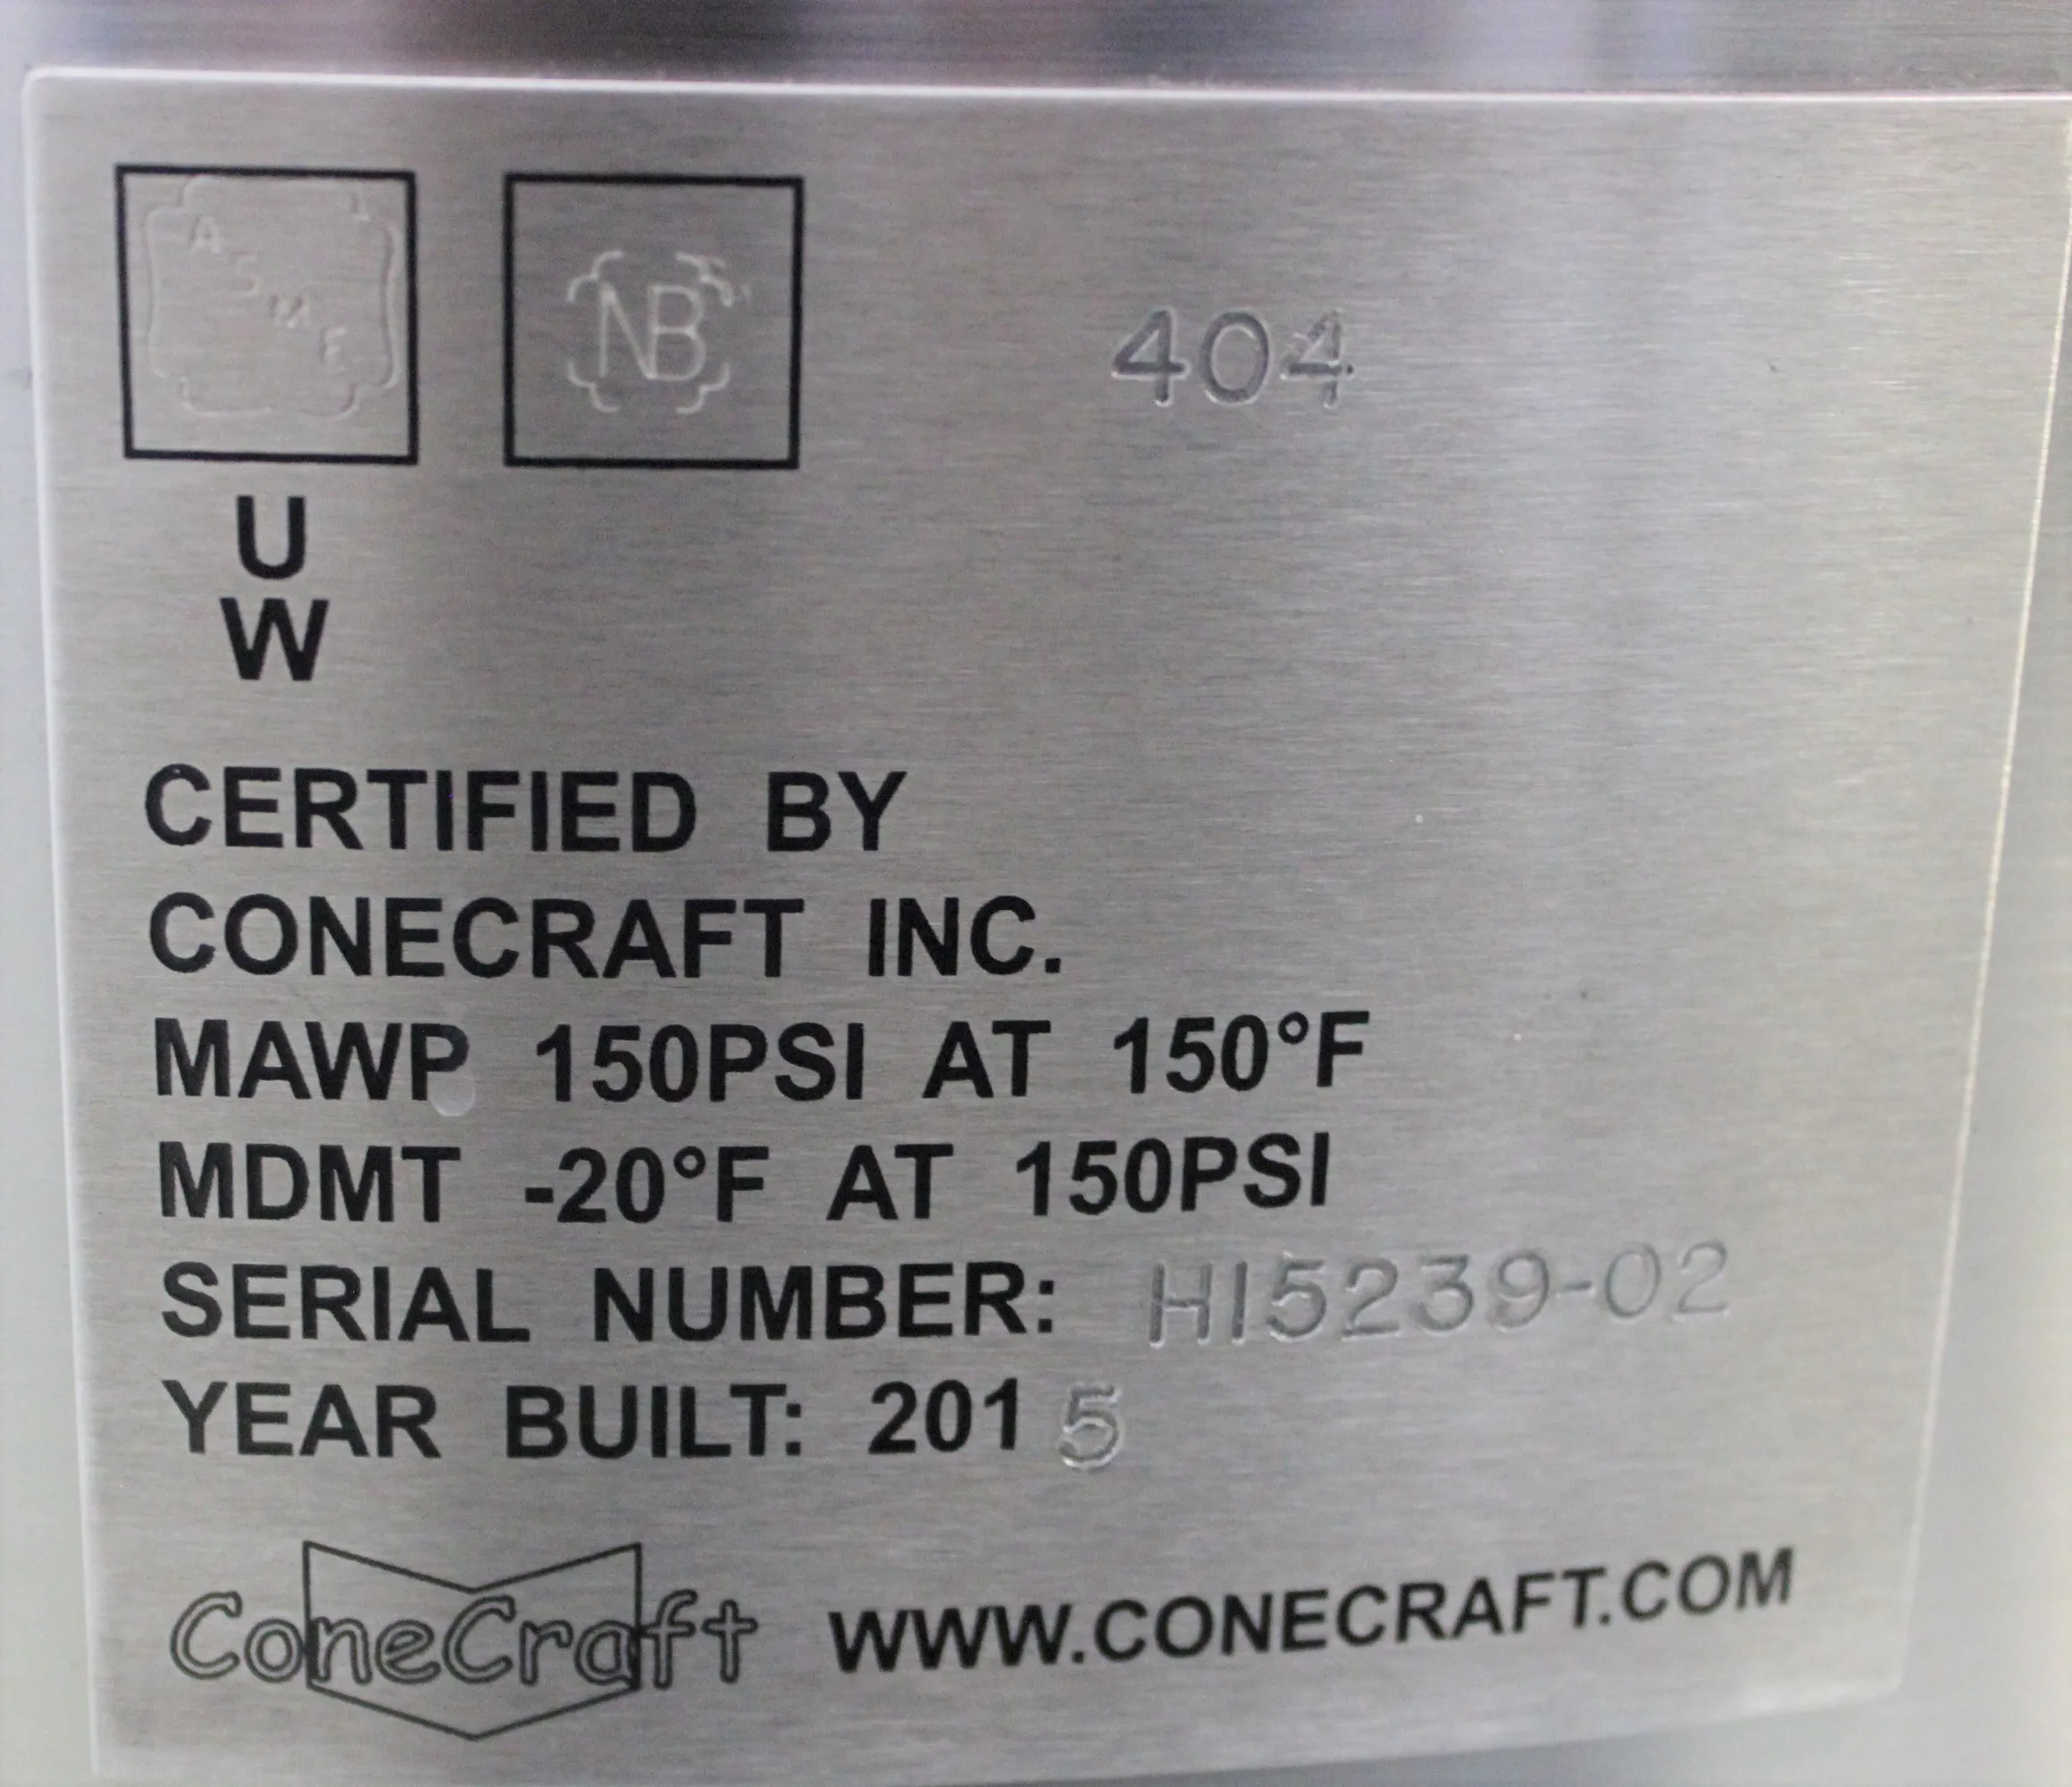 ASME NB 404
U
W
CERTIFIED BY
CONECRAFT INC.
MAWP 150PSI AT 150°F
MDMT -20°F AT 150PSI
SERIAL NUMBER: H15239-02
YEAR BUILT: 2015
ConeCraft WWW.CONECRAFT.COM